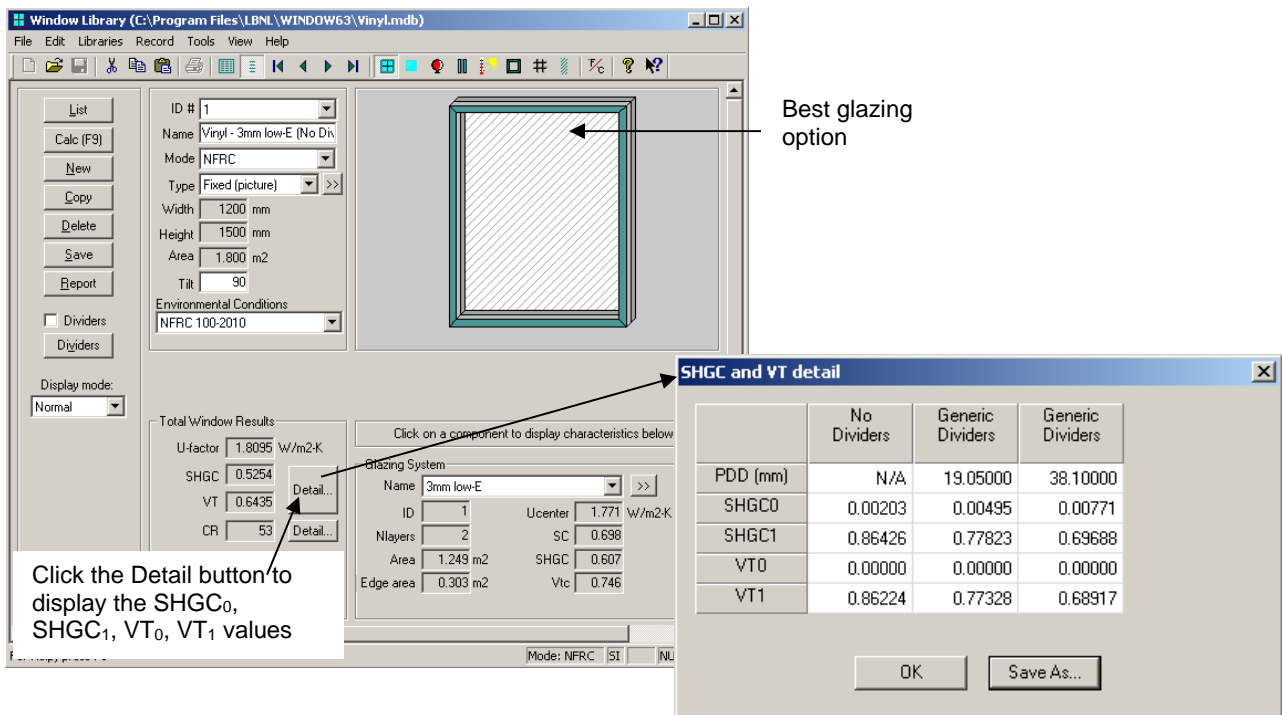 Window Library (C:\Program Files\LBNL\WINDOW63\Vinyl.mdb)
File Edit Libraries Record Tools View Help
List
Calc (F9)
New
Copy
Delete
Save
Report
Dividers
Dividers
Display mode:
Normal
ID # 1
Name Vinyl - 3mm low-E (No Div
Mode NFRC
Type Fixed (picture) >>
Width 1200 mm
Height 1500 mm
Area 1.800 m2
Tilt 90
Environmental Conditions
NFRC 100-2010
Best glazing
option
Total Window Results
U-factor 1.8095 W/m2-K
SHGC 0.5254
Detail...
VT 0.6435
CR 53 Detail...
Click on a component to display characteristics below
Glazing System
Name 3mm low-E >>
ID 1 Ucenter 1.771 W/m2-K
Nlayers 2 SC 0.698
Area 1.249 m2 SHGC 0.607
Edge area 0.303 m2 Vtc 0.746
Click the Detail button to
display the SHGC₀,
SHGC₁, VT₀, VT₁ values
Mode: NFRC SI NU
SHGC and VT detail
No Dividers Generic Dividers Generic Dividers
PDD (mm) N/A 19.05000 38.10000
SHGC0 0.00203 0.00495 0.00771
SHGC1 0.86426 0.77823 0.69688
VT0 0.00000 0.00000 0.00000
VT1 0.86224 0.77328 0.68917
OK Save As...